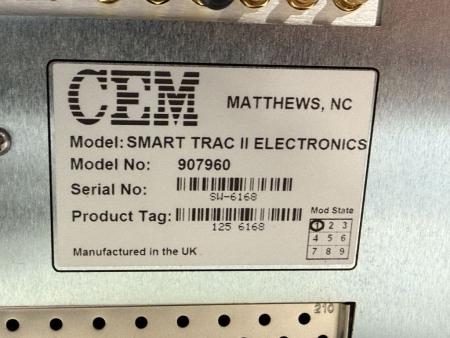 CEM
MATTHEWS, NC
Model: SMART TRAC II ELECTRONICS
Model No: 907960
Serial No:
SW-6168
Product Tag:
125 6168
Mod State
1 2 3
4 5 6
7 8 9
Manufactured in the UK
210